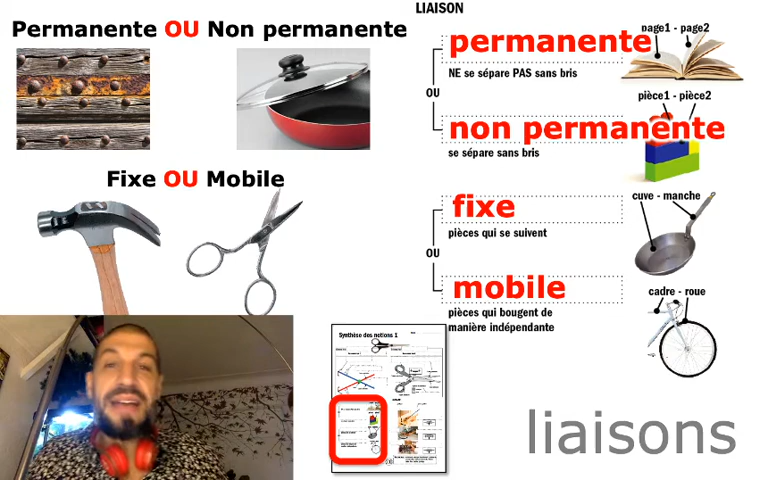 Permanente OU Non permanente
Fixe OU Mobile
LIAISON
permanente
NE se sépare PAS sans bris
page1 - page2
OU
pièce1 - pièce2
non permanente
se sépare sans bris
fixe
pièces qui se suivent
cuve - manche
OU
mobile
pièces qui bougent de
manière indépendante
cadre - roue
Synthèse des notions 1
liaisons